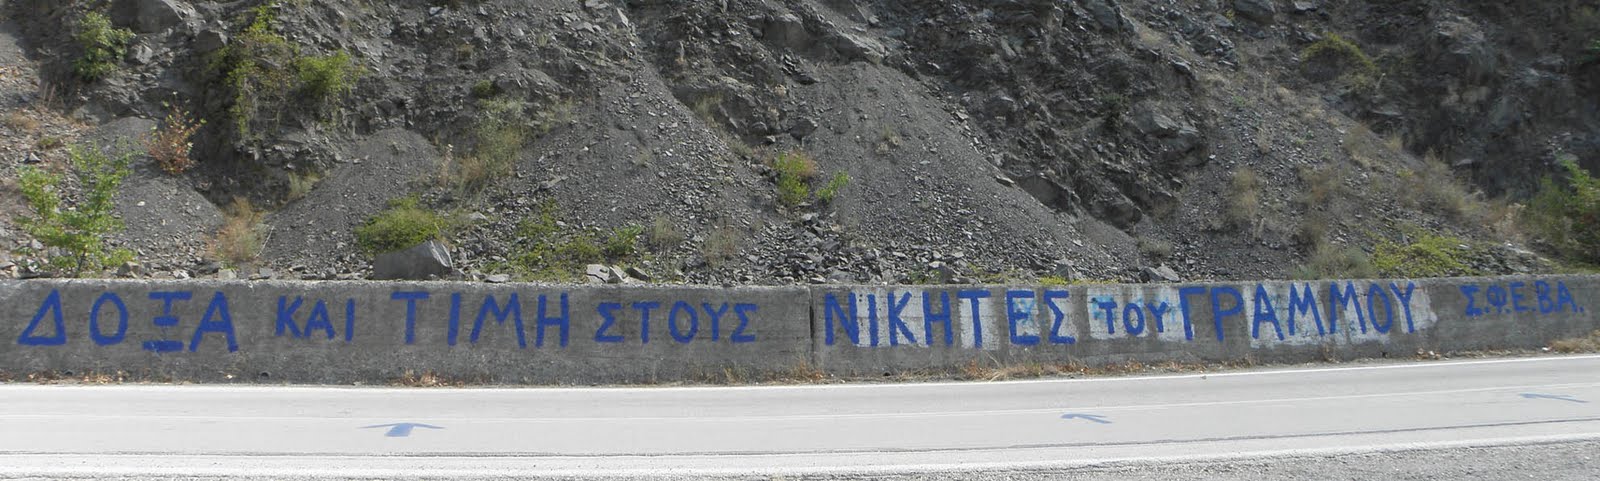 ΔΟΞΑ ΚΑΙ ΤΙΜΗ ΣΤΟΥΣ ΝΙΚΗΤΕΣ ΤΟΥ ΓΡΑΜΜΟΥ Σ.Φ.Ε.ΒΑ.